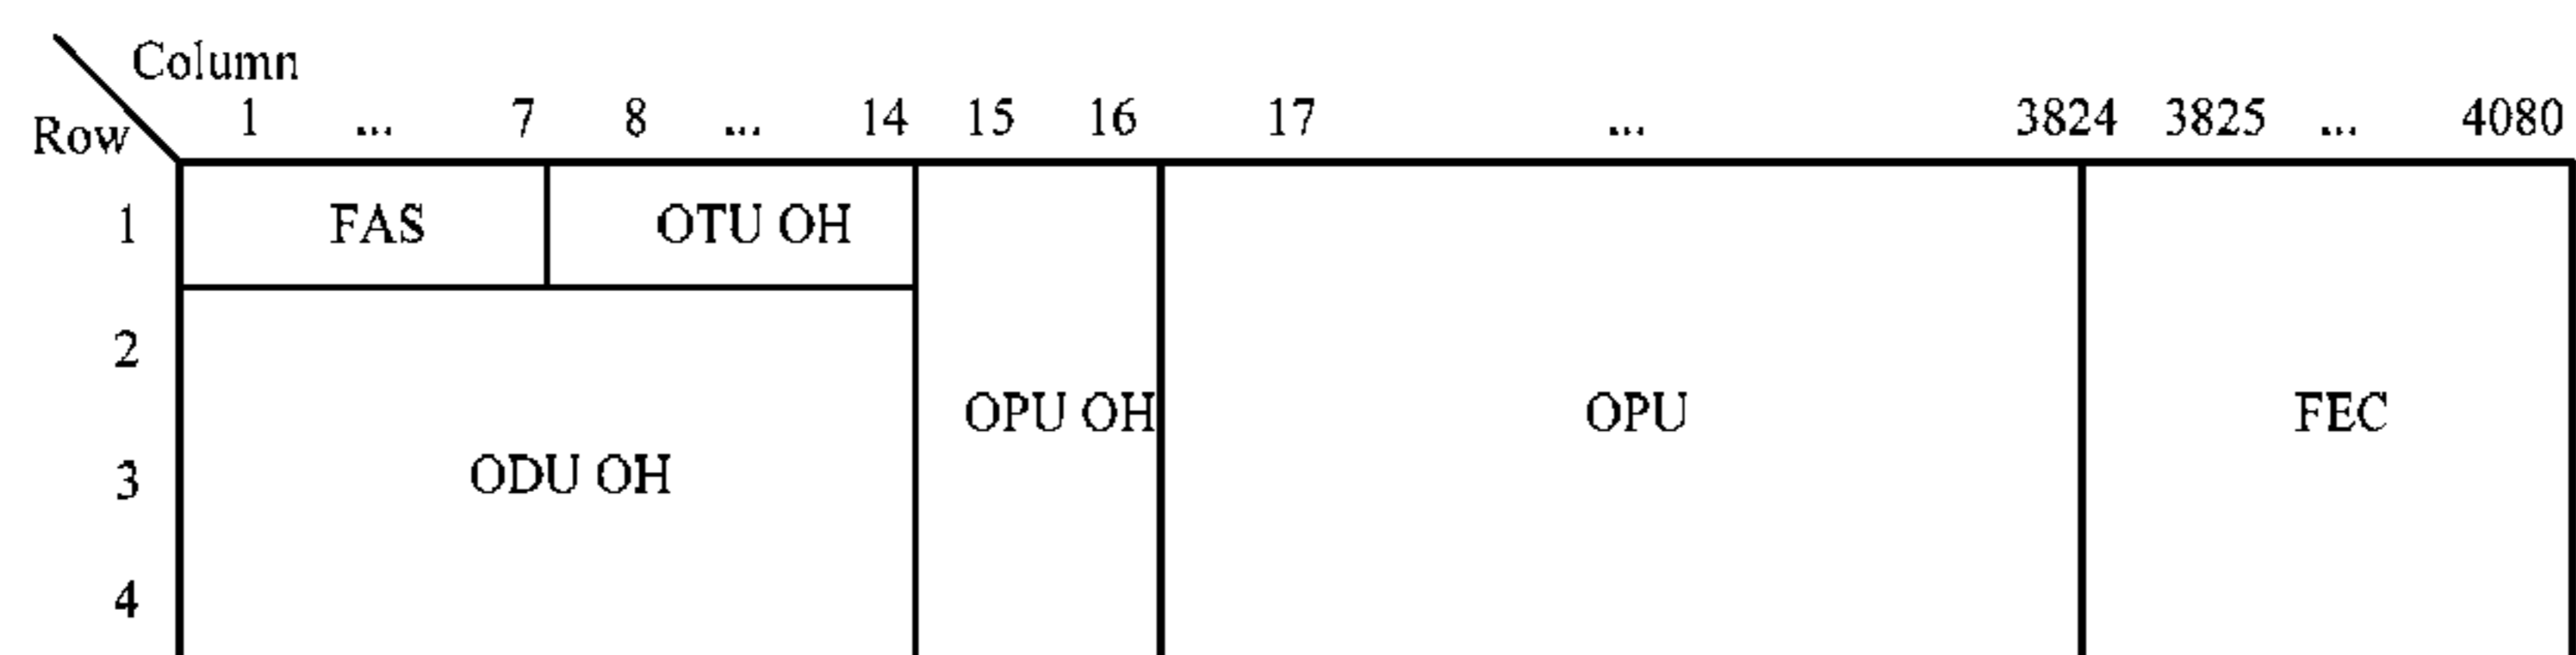 Column
Row 1 ... 7 8 ... 14 15 16 17 ... 3824 3825 ... 4080
1 FAS OTU OH
2
OPU OH OPU FEC
3 ODU OH
4